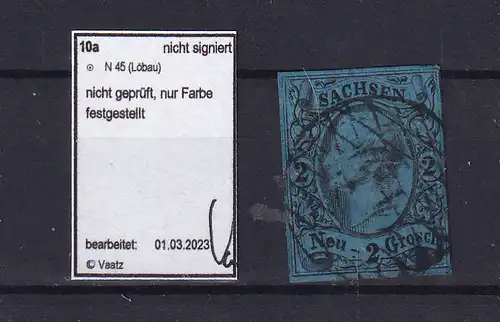 10a nicht signiert
⊙ N 45 (Löbau)
nicht geprüft, nur Farbe
festgestellt
bearbeitet: 01.03.2023
© Vaatz
SACHSEN
2 2
Neu - 2 Grosch